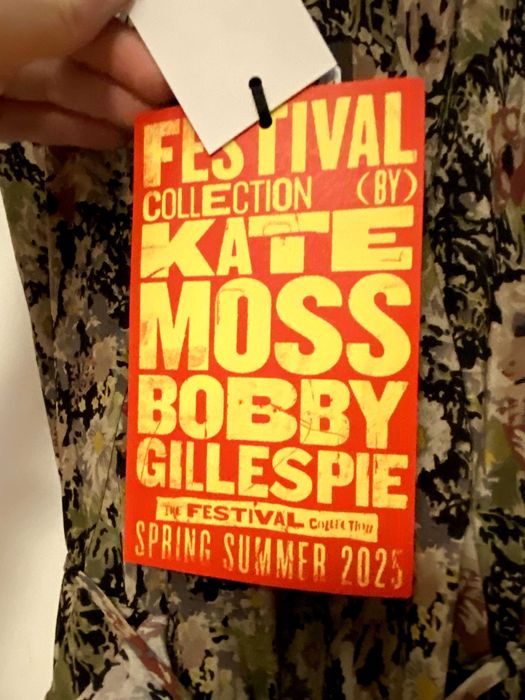 FESTIVAL
COLLECTION (BY)
KATE
MOSS
BOBBY
GILLESPIE
THE FESTIVAL COLLECTION
SPRING SUMMER 2025